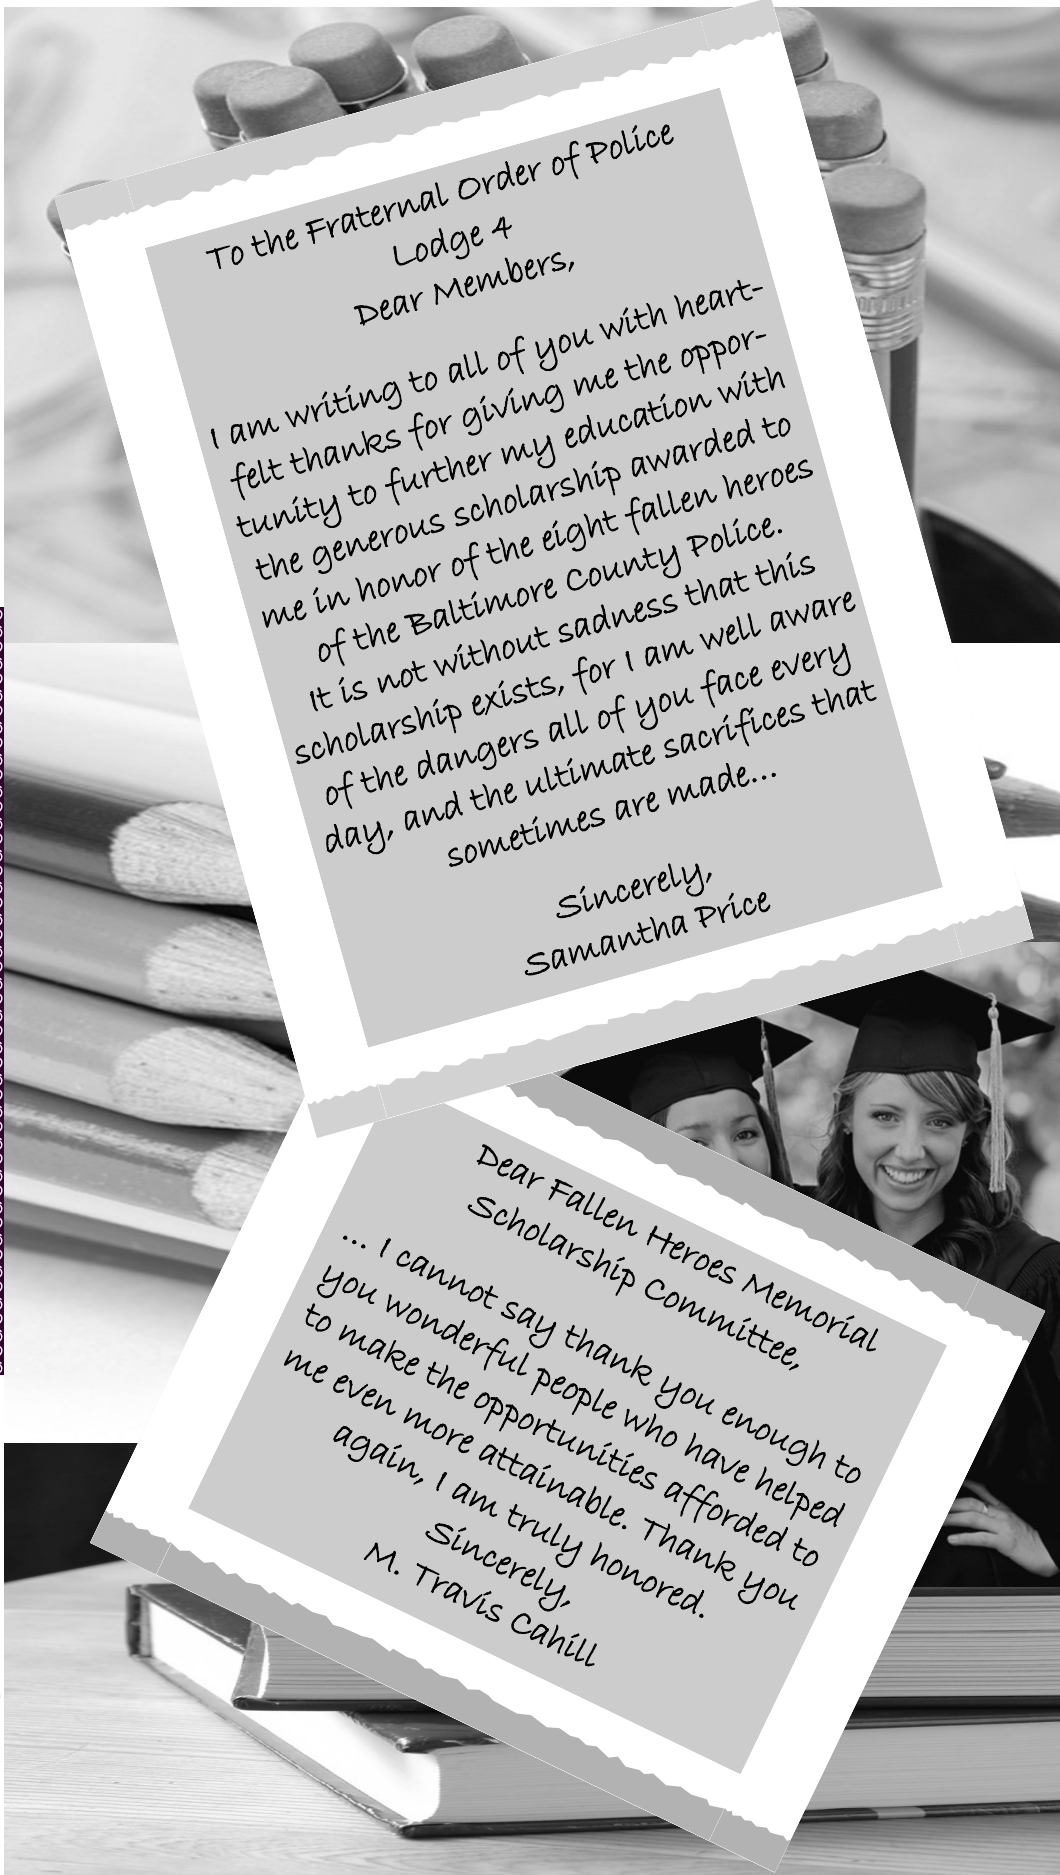 To the Fraternal Order of Police
Lodge 4
Dear Members,
I am writing to all of you with heart-
felt thanks for giving me the oppor-
tunity to further my education with
the generous scholarship awarded to
me in honor of the eight fallen heroes
of the Baltimore County Police.
It is not without sadness that this
scholarship exists, for I am well aware
of the dangers all of you face every
day, and the ultimate sacrifices that
sometimes are made...
Sincerely,
Samantha Price
Dear Fallen Heroes Memorial
Scholarship Committee,
... I cannot say thank you enough to
you wonderful people who have helped
to make the opportunities afforded to
me even more attainable. Thank you
again, I am truly honored.
Sincerely,
M. Travis Cahill